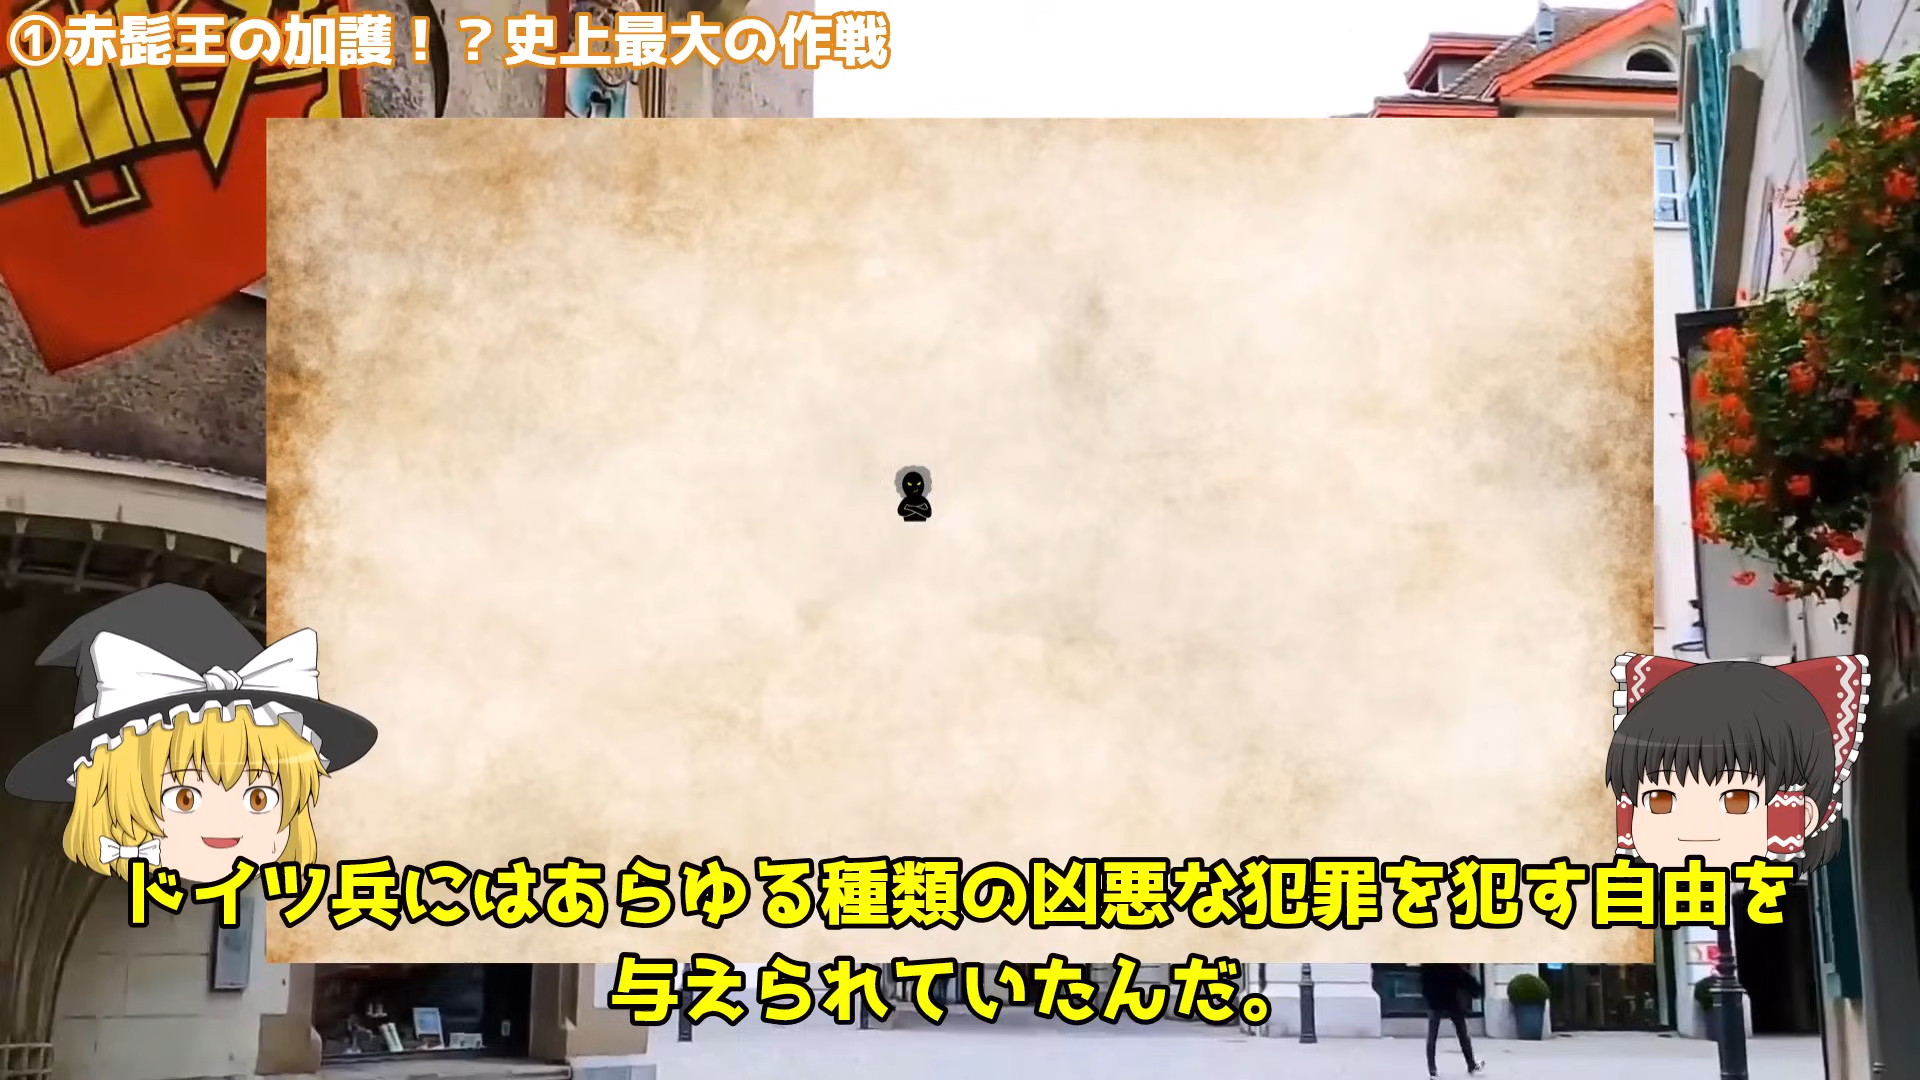 ①赤髭王の加護！？史上最大の作戦
ドイツ兵にはあらゆる種類の凶悪な犯罪を犯す自由を
与えられていたんだ。